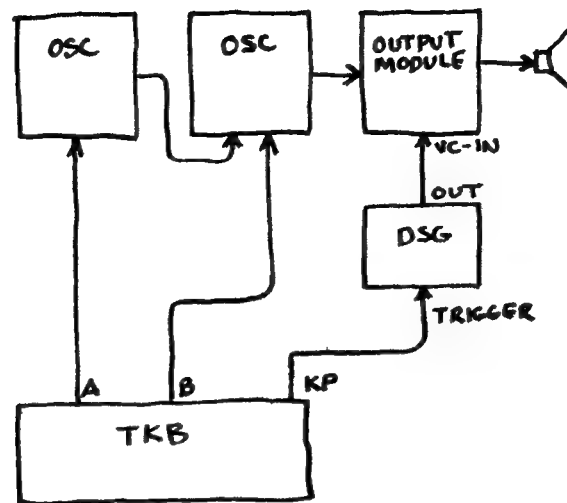 OSC
OSC
OUTPUT
MODULE
VC-IN
OUT
DSG
TRIGGER
A
B
KP
TKB